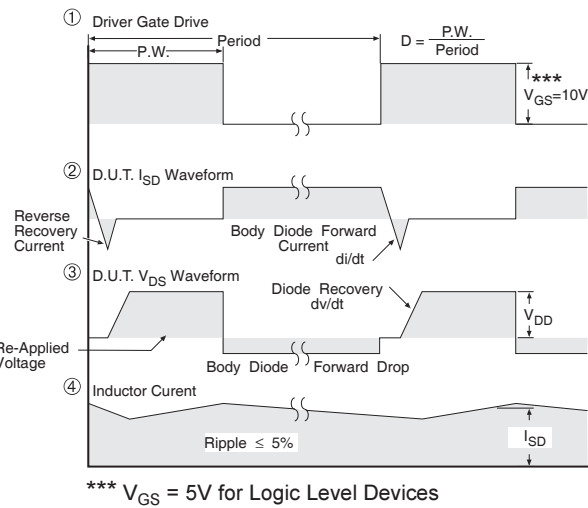 ① Driver Gate Drive
P.W.
Period
D = P.W.
Period
***
VGS=10V
② D.U.T. ISD Waveform
Reverse
Recovery
Current
Body Diode Forward
Current
di/dt
③ D.U.T. VDS Waveform
Diode Recovery
dv/dt
VDD
Re-Applied
Voltage
Body Diode Forward Drop
④ Inductor Curent
Ripple ≤ 5%
ISD
*** VGS = 5V for Logic Level Devices